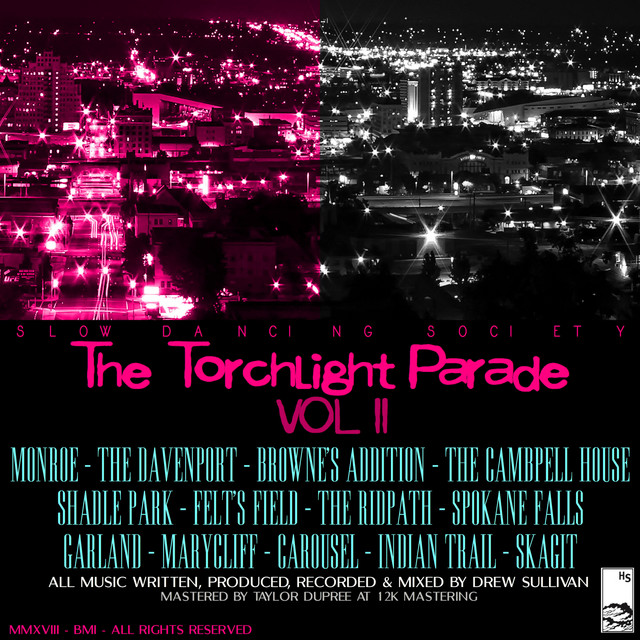 SLOW DANCING SOCIETY
The Torchlight Parade
VOL II
MONROE - THE DAVENPORT - BROWNE'S ADDITION - THE CAMBPELL HOUSE
SHADLE PARK - FELT'S FIELD - THE RIDPATH - SPOKANE FALLS
GARLAND - MARYCLIFF - CAROUSEL - INDIAN TRAIL - SKAGIT
ALL MUSIC WRITTEN, PRODUCED, RECORDED & MIXED BY DREW SULLIVAN
MASTERED BY TAYLOR DUPREE AT 12K MASTERING
HS
MMXVIII - BMI - ALL RIGHTS RESERVED